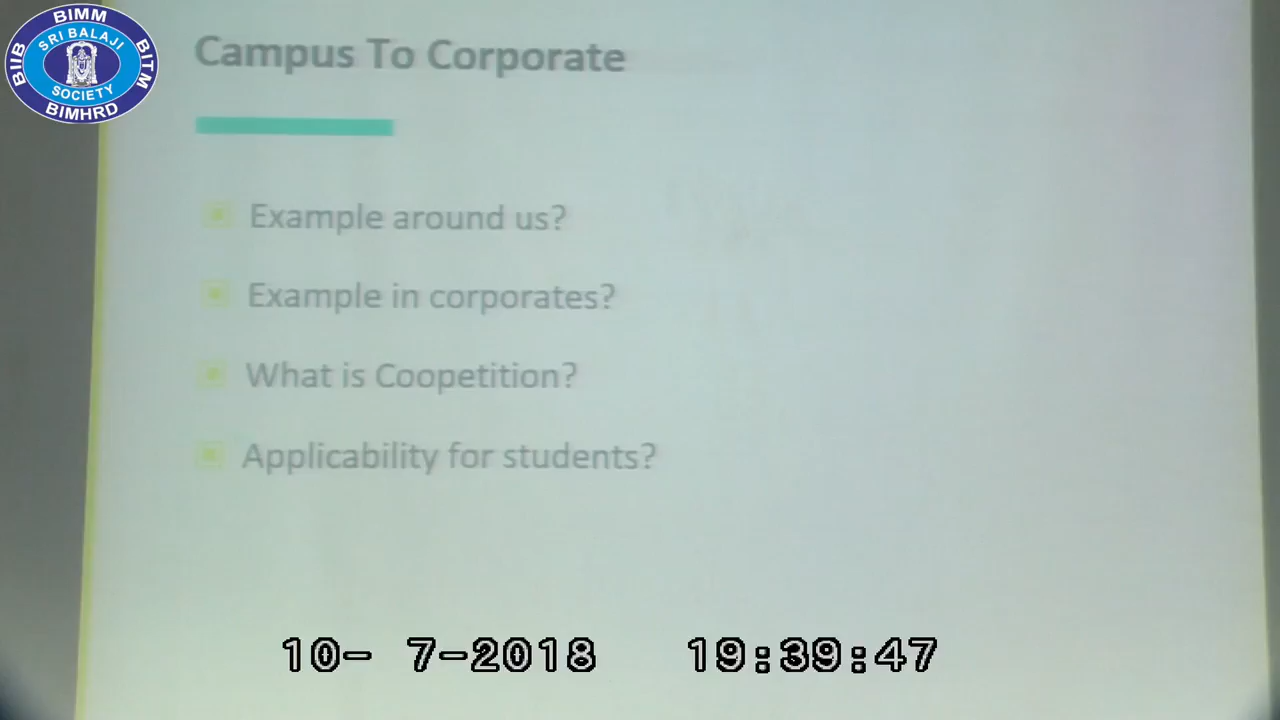 BIMM
BIIB
SRI BALAJI
SOCIETY
BITM
BIMHRD
Campus To Corporate
Example around us?
Example in corporates?
What is Coopetition?
Applicability for students?
10- 7-2018 19:39:47